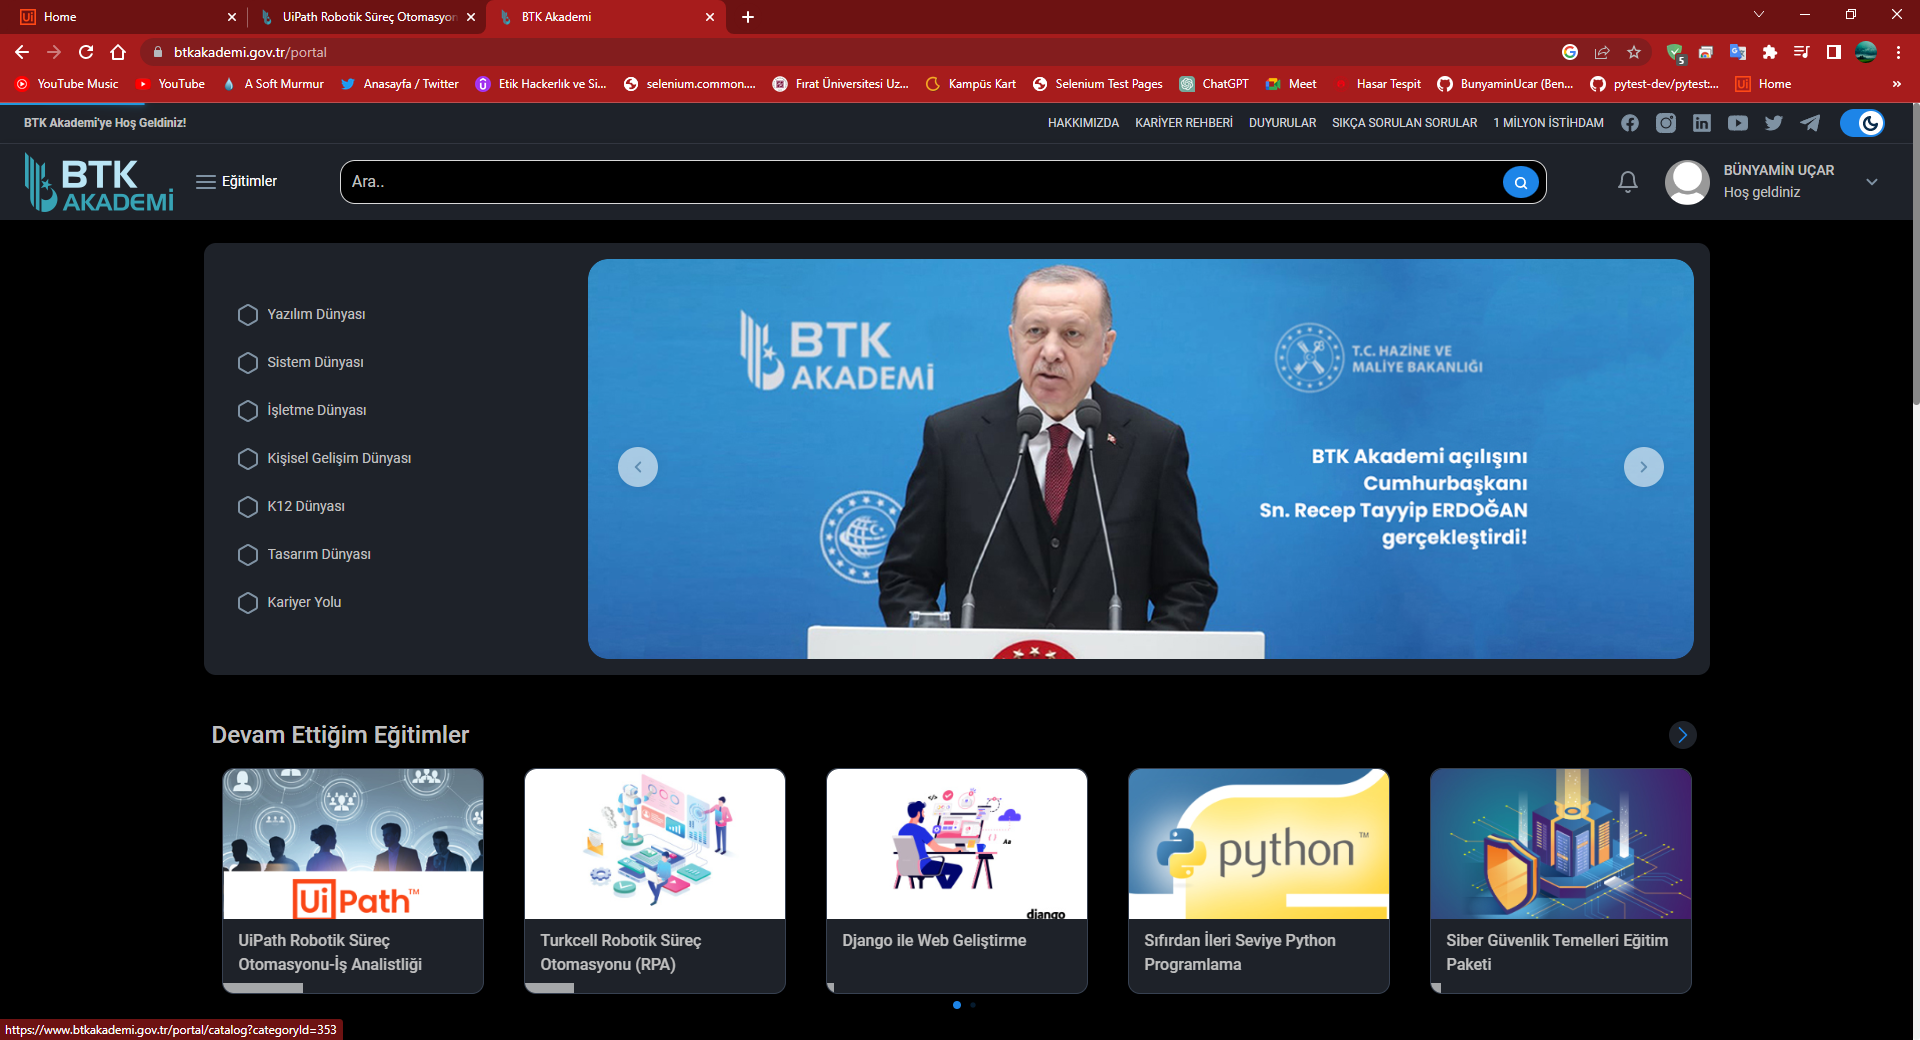 Home
UiPath Robotik Süreç Otomasyon
BTK Akademi
btkakademi.gov.tr/portal
5
YouTube Music
YouTube
A Soft Murmur
Anasayfa / Twitter
Etik Hackerlık ve Si...
selenium.common....
Fırat Üniversitesi Uz...
Kampüs Kart
Selenium Test Pages
ChatGPT
Meet
Hasar Tespit
BunyaminUcar (Ben...
pytest-dev/pytest:...
Home
»
BTK Akademi'ye Hoş Geldiniz!
HAKKIMIZDA
KARİYER REHBERİ
DUYURULAR
SIKÇA SORULAN SORULAR
1 MİLYON İSTİHDAM
BTK
AKADEMİ
Eğitimler
Ara..
BÜNYAMİN UÇAR
Hoş geldiniz
Yazılım Dünyası
Sistem Dünyası
İşletme Dünyası
Kişisel Gelişim Dünyası
K12 Dünyası
Tasarım Dünyası
Kariyer Yolu
BTK
AKADEMİ
T.C. HAZİNE VE
MALİYE BAKANLIĞI
BTK Akademi açılışını
Cumhurbaşkanı
Sn. Recep Tayyip ERDOĞAN
gerçekleştirdi!
Devam Ettiğim Eğitimler
UiPath™
UiPath Robotik Süreç
Otomasyonu-İş Analistliği
Turkcell Robotik Süreç
Otomasyonu (RPA)
</>
Aa
django
Django ile Web Geliştirme
python™
Sıfırdan İleri Seviye Python
Programlama
Siber Güvenlik Temelleri Eğitim
Paketi
https://www.btkakademi.gov.tr/portal/catalog?categoryId=353